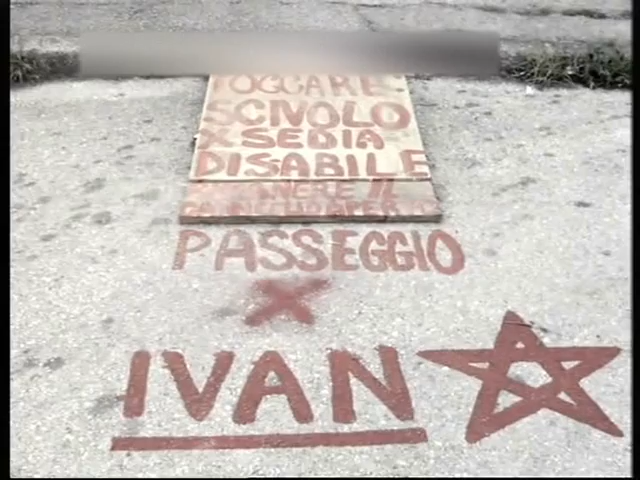 TOCCARE
SCIVOLO
X SEDIA
DISABILE
PASSEGGIO
X
IVAN